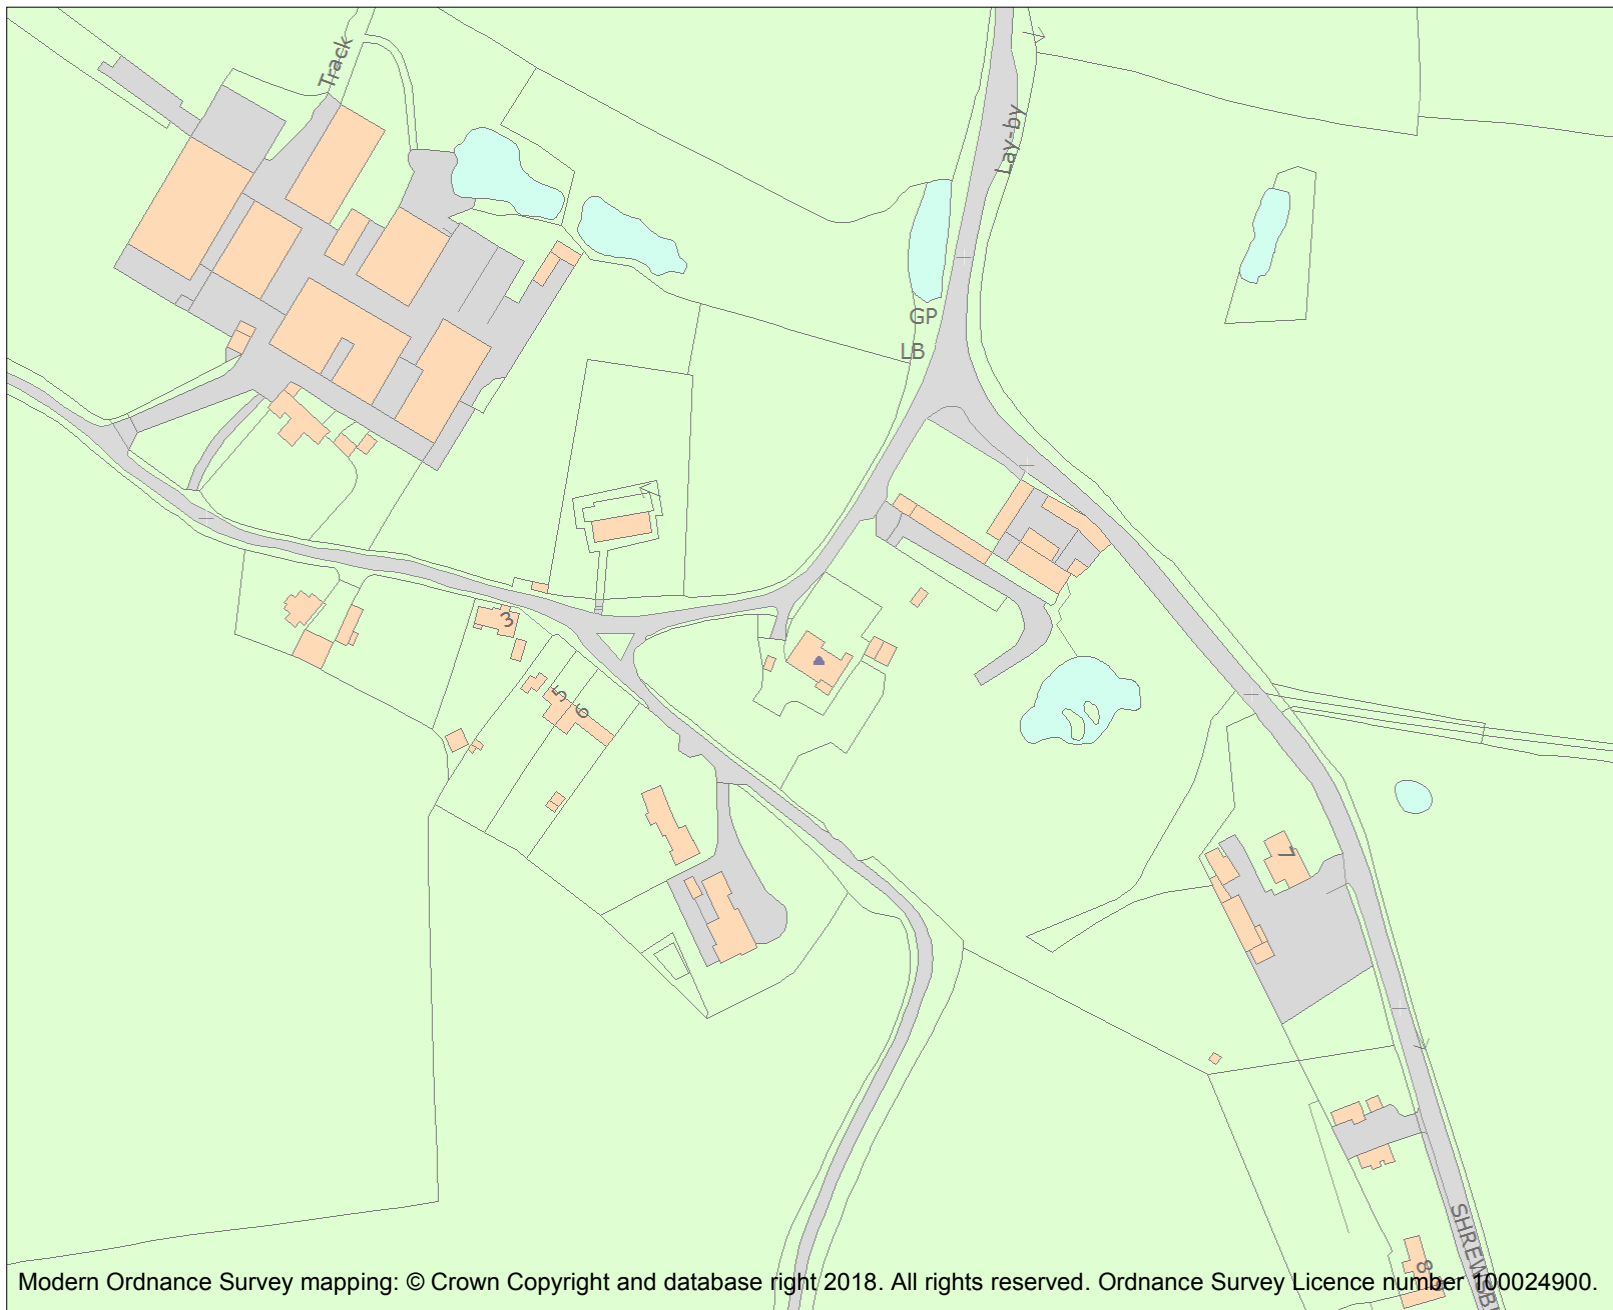 Track
Lay-by
GP
LB
3
5
6
7
SHREWSB
8
Modern Ordnance Survey mapping: © Crown Copyright and database right 2018. All rights reserved. Ordnance Survey Licence number 100024900.